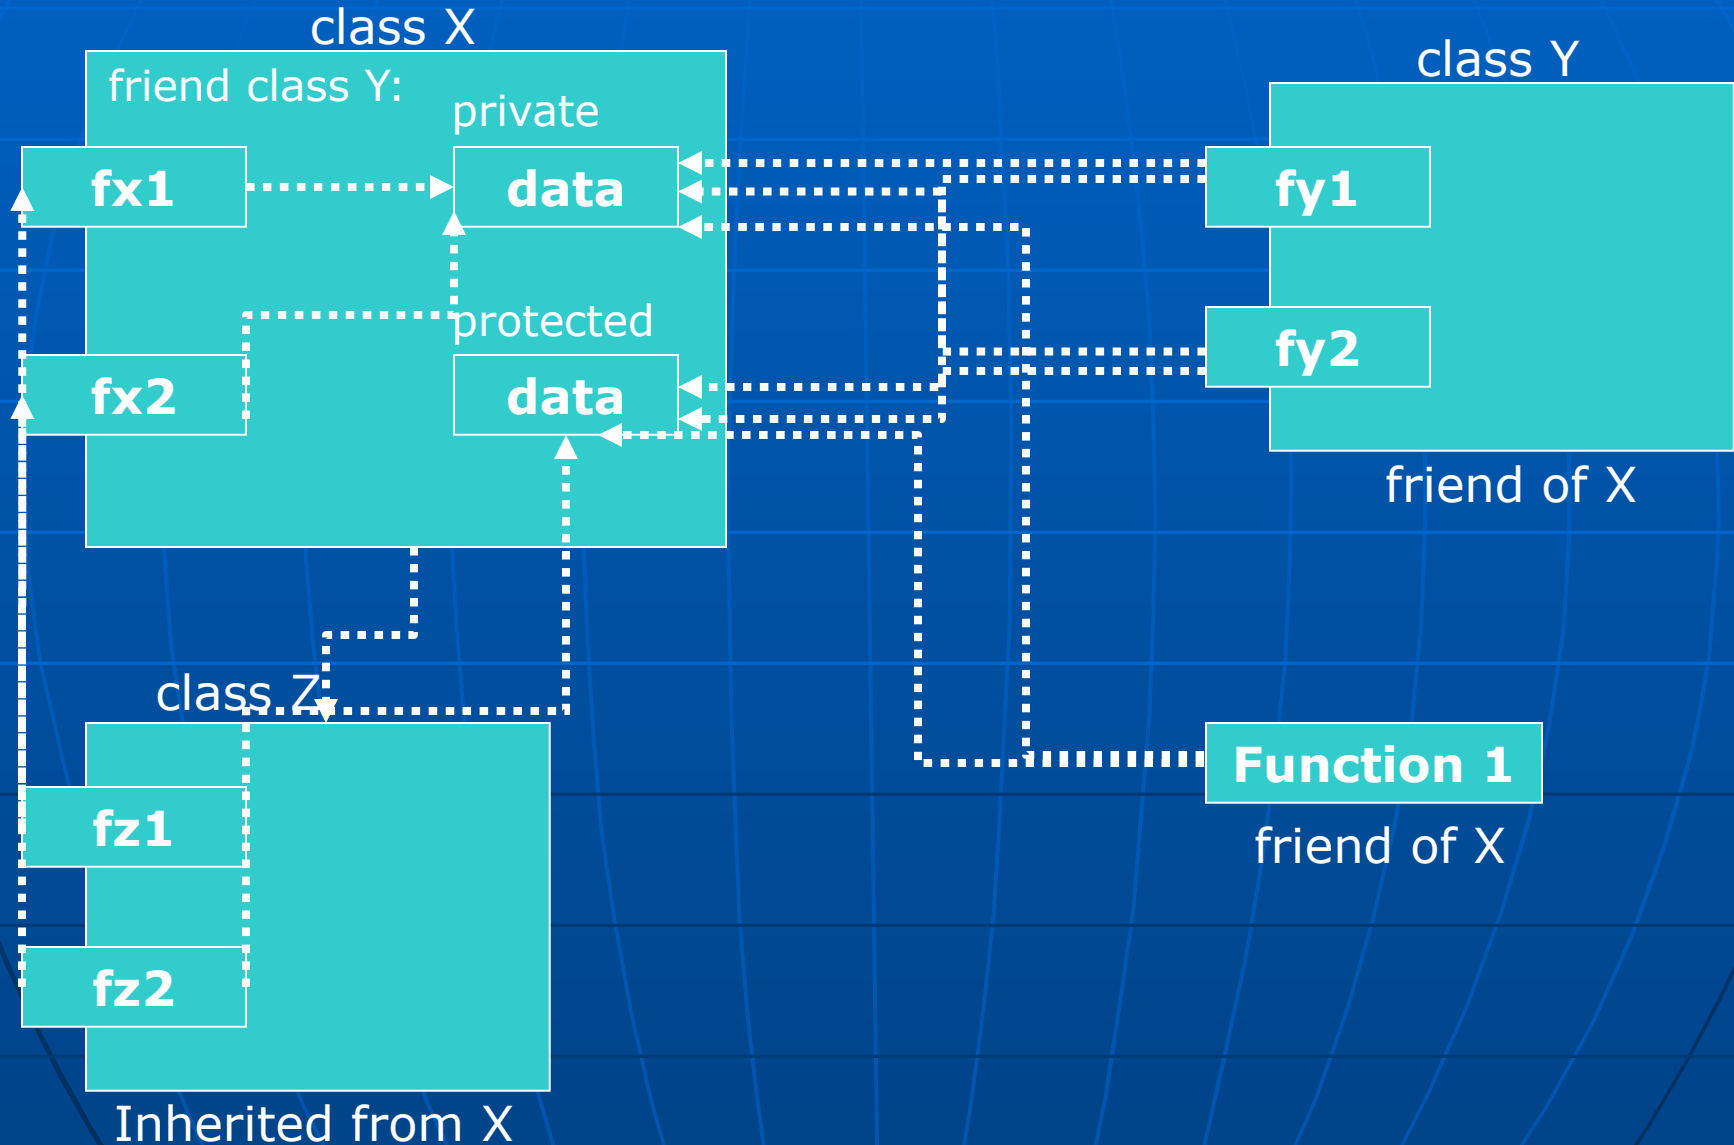 class X
friend class Y:
private
fx1
data
protected
fx2
data
class Y
fy1
fy2
friend of X
class Z
fz1
fz2
Inherited from X
Function 1
friend of X